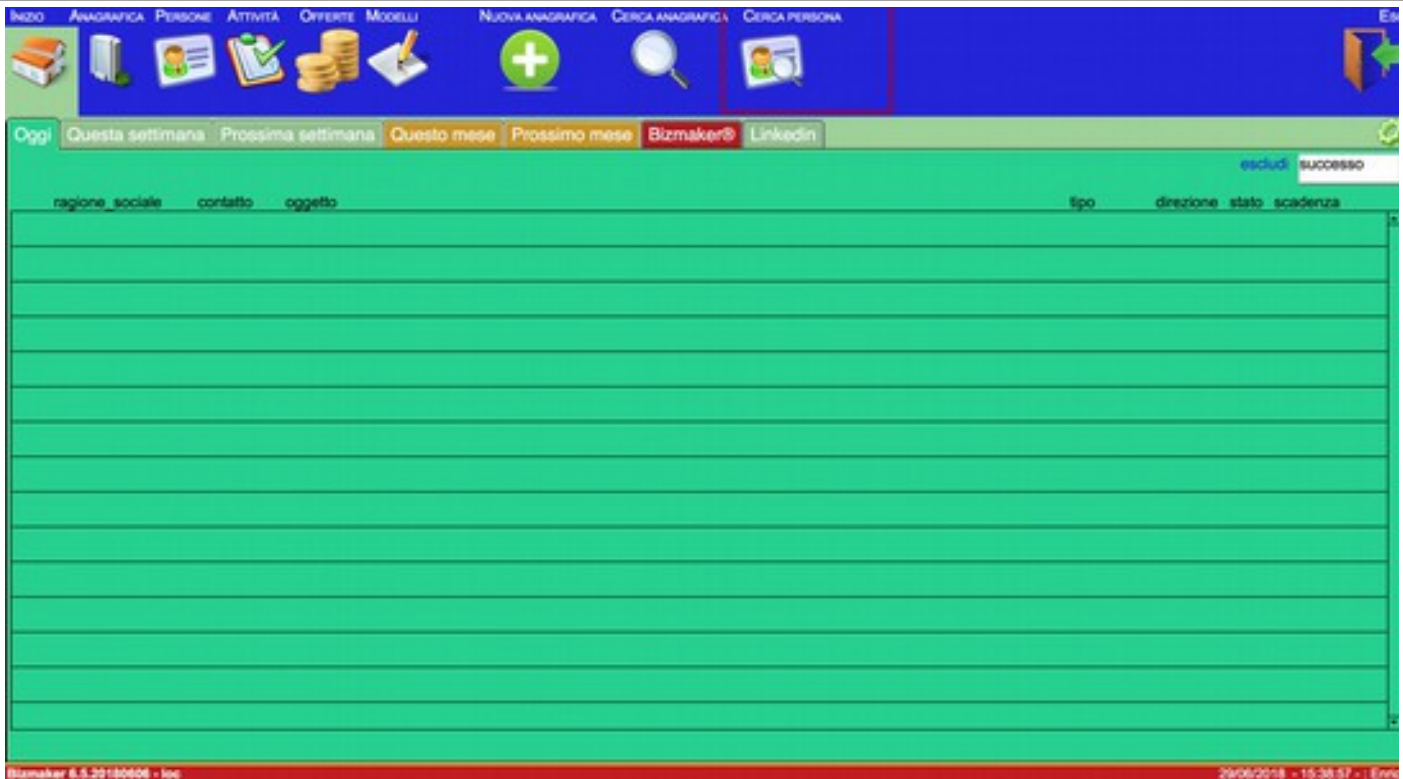 Inizio Anagrafica Persone Attività Offerte Modelli Nuova anagrafica Cerca anagrafica Cerca persona
Oggi Questa settimana Prossima settimana Questo mese Prossimo mese Bizmaker® Linkedin
escludi successo
ragione_sociale contatto oggetto tipo direzione stato scadenza
Bizmaker 6.5.20180606 - loc 29/06/2018 - 15:38:57 - : Enric